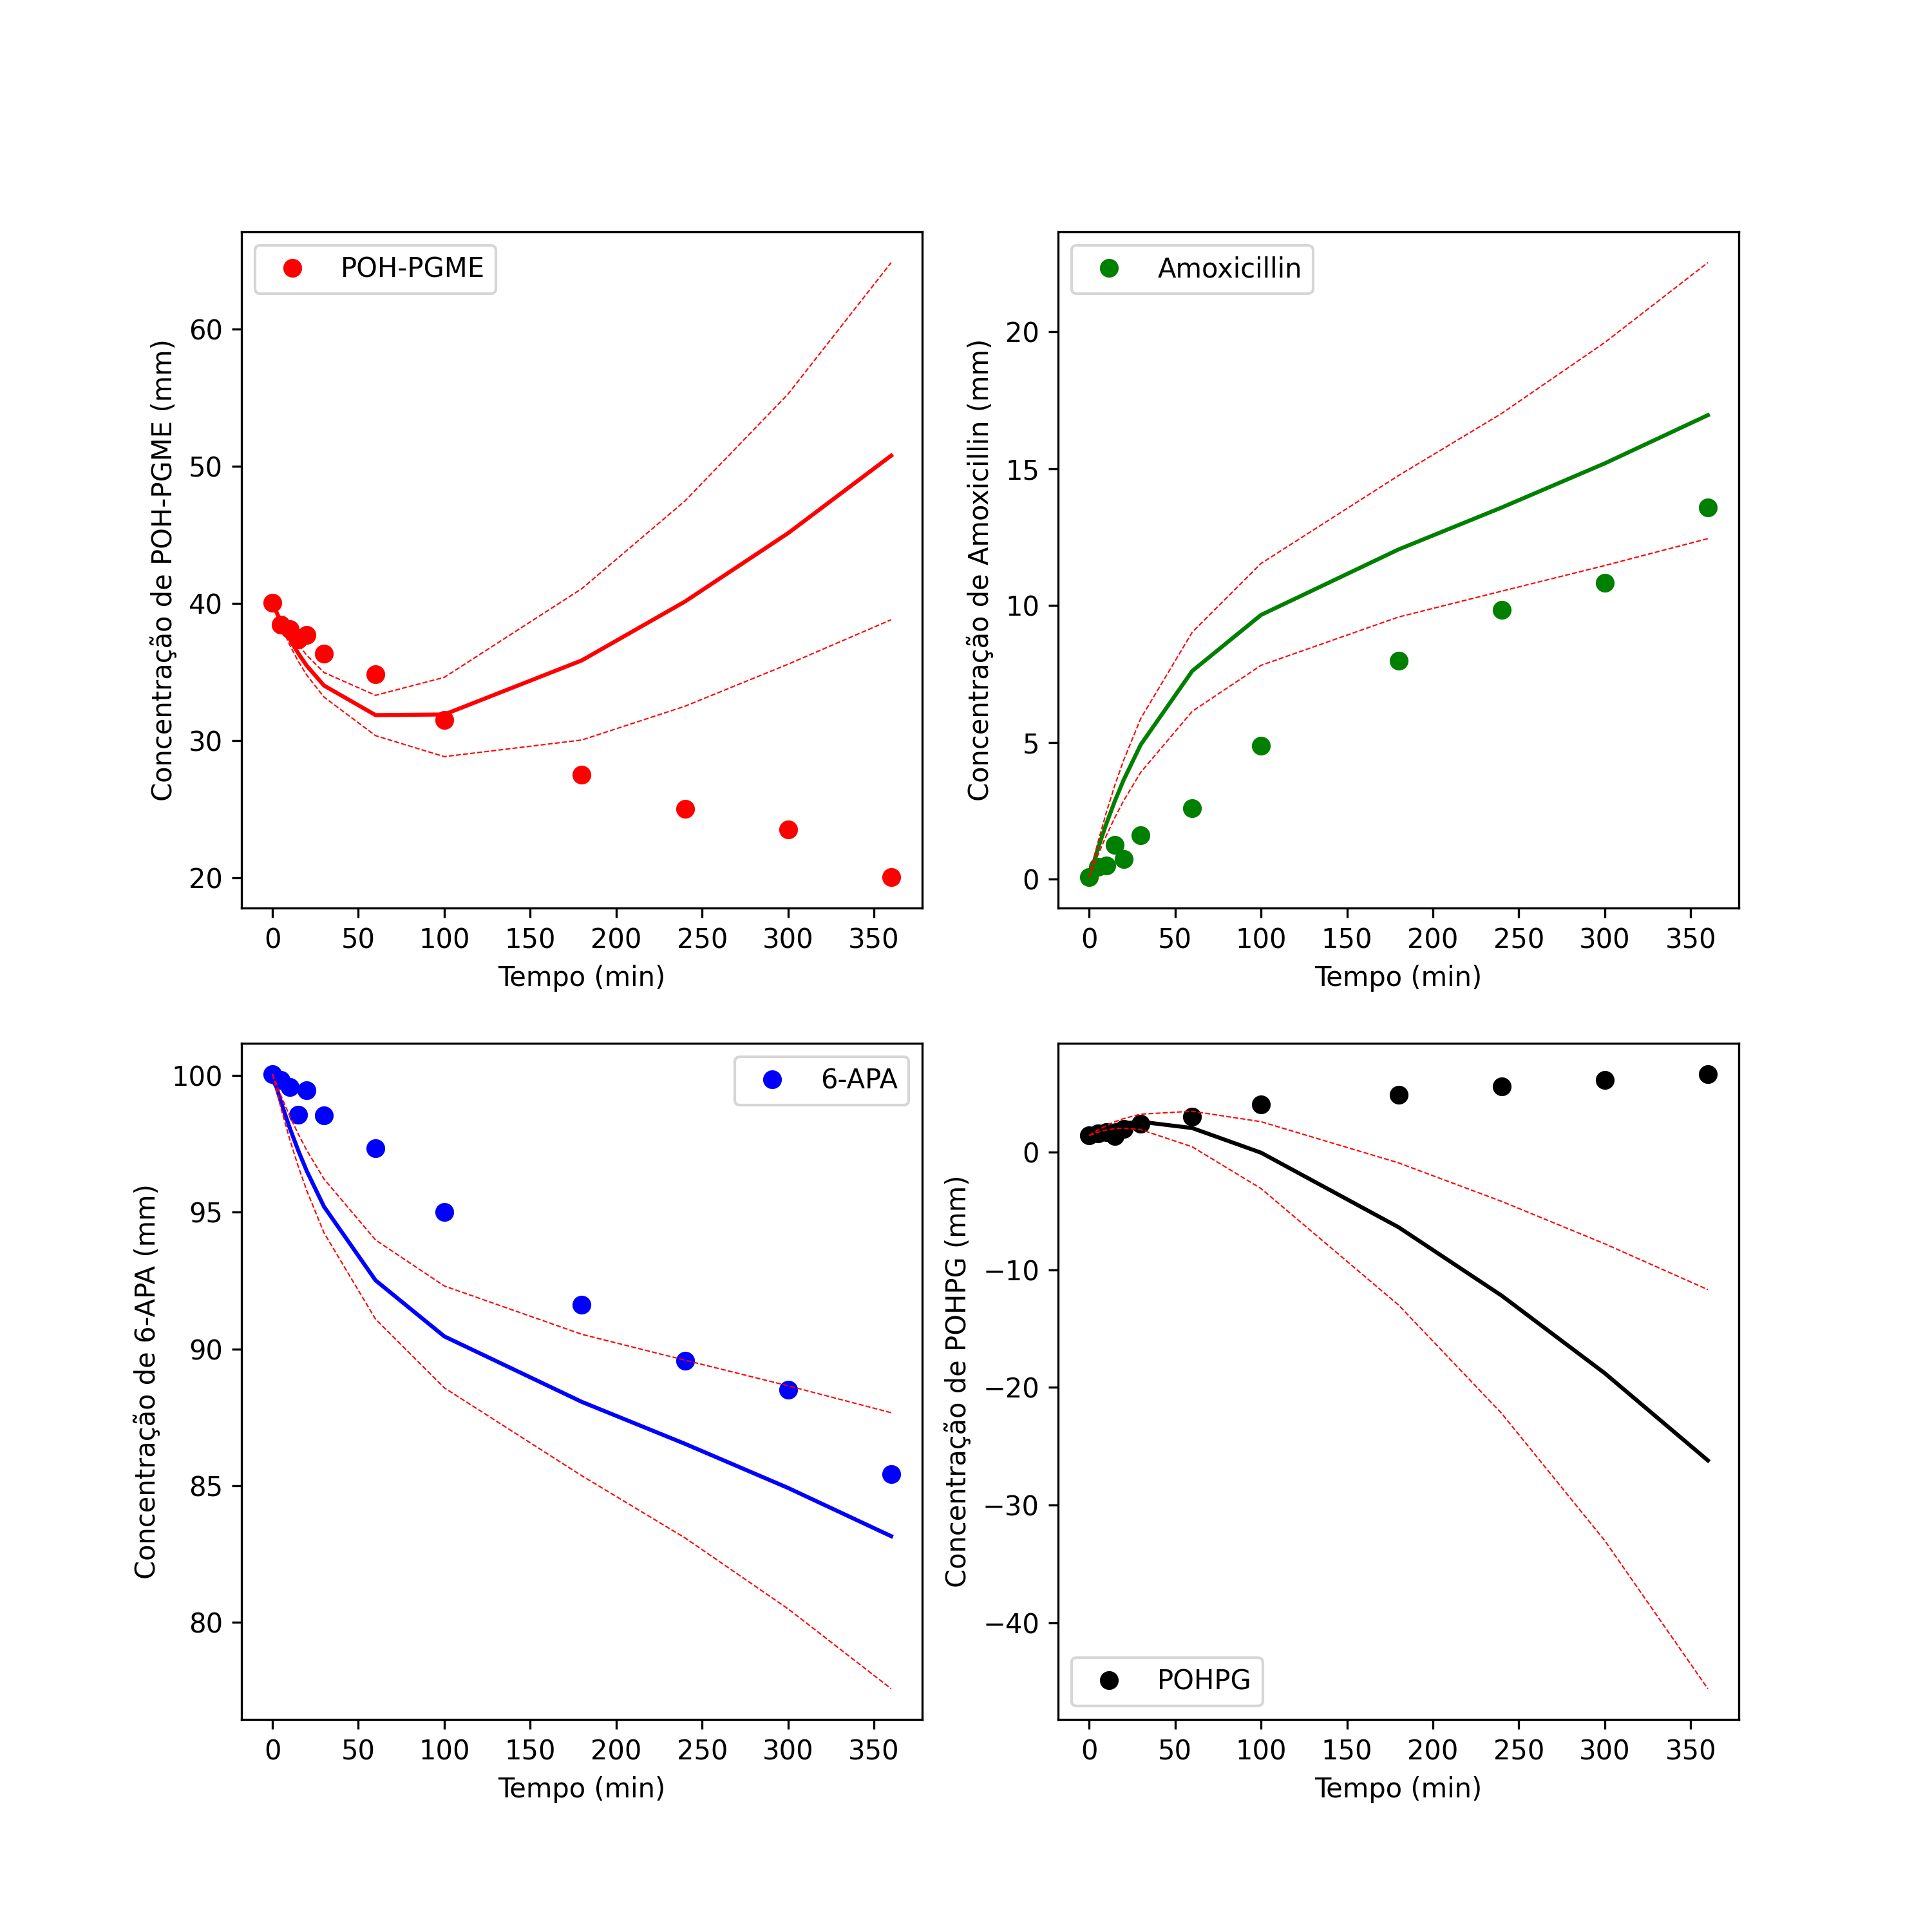 POH-PGME
Concentração de POH-PGME (mm)
60
50
40
30
20
0 50 100 150 200 250 300 350
Tempo (min)
Amoxicillin
Concentração de Amoxicillin (mm)
20
15
10
5
0
0 50 100 150 200 250 300 350
Tempo (min)
6-APA
Concentração de 6-APA (mm)
100
95
90
85
80
0 50 100 150 200 250 300 350
Tempo (min)
POHPG
Concentração de POHPG (mm)
0
−10
−20
−30
−40
0 50 100 150 200 250 300 350
Tempo (min)